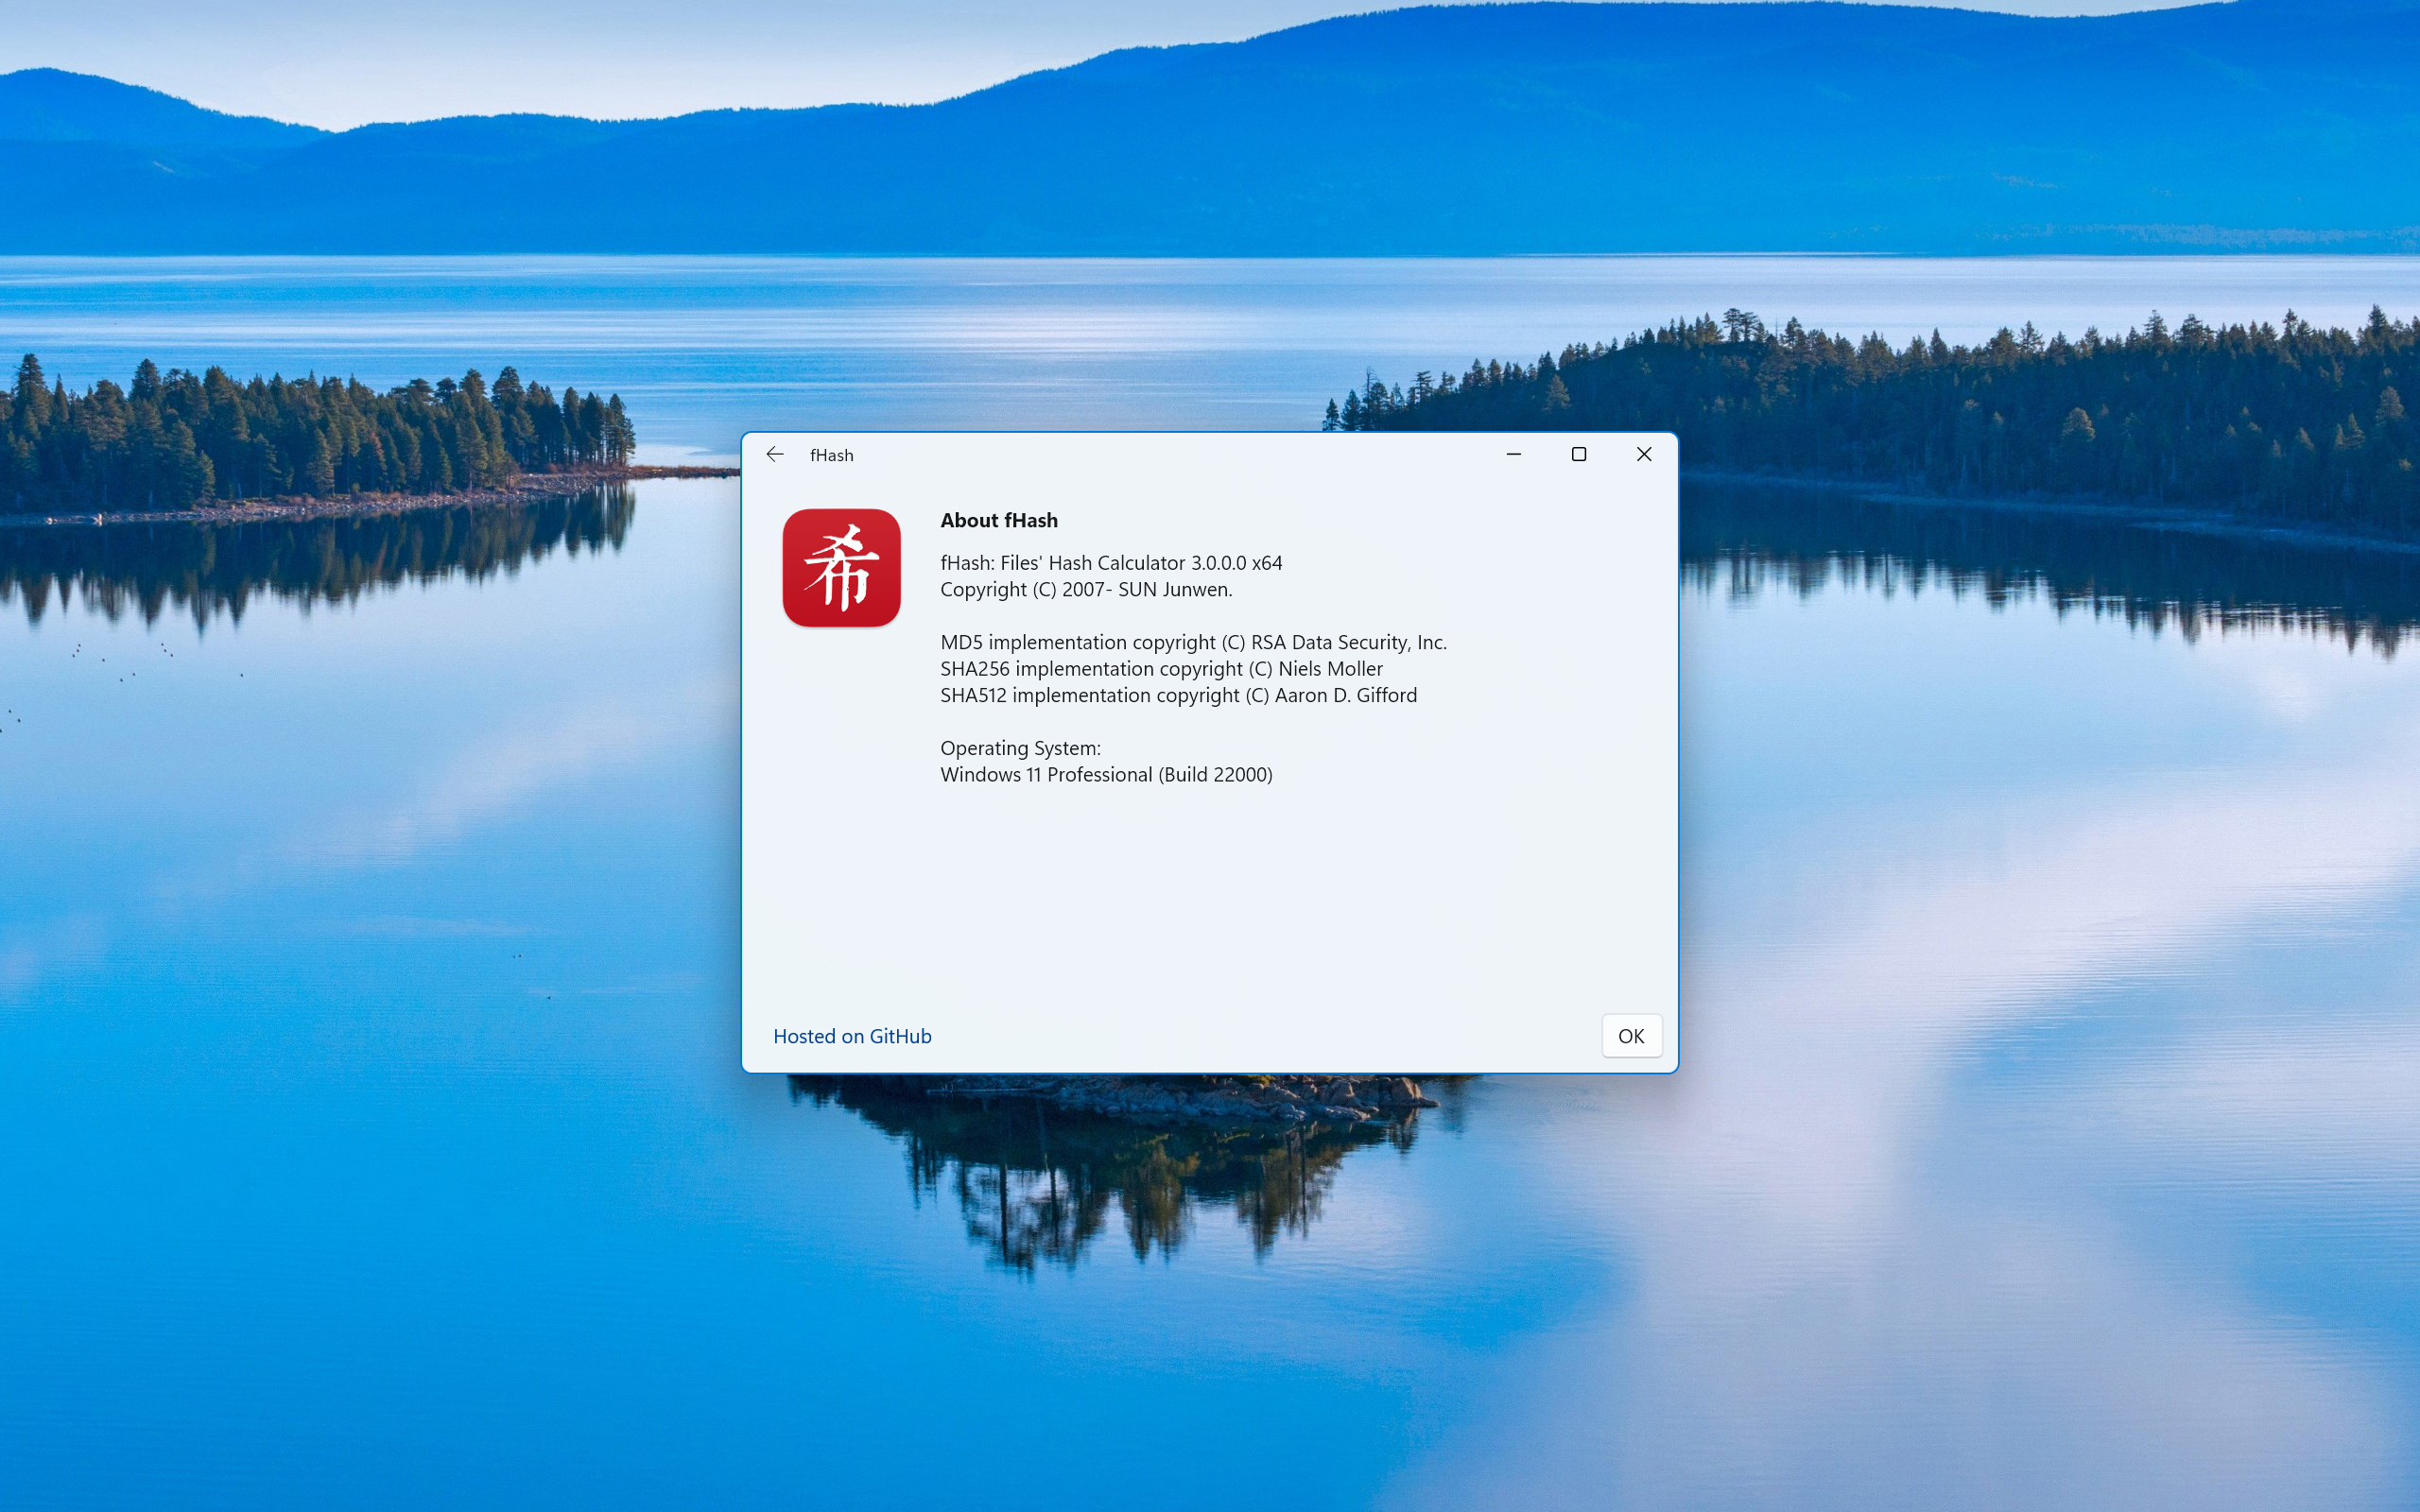 fHash
希
About fHash
fHash: Files' Hash Calculator 3.0.0.0 x64
Copyright (C) 2007- SUN Junwen.
MD5 implementation copyright (C) RSA Data Security, Inc.
SHA256 implementation copyright (C) Niels Moller
SHA512 implementation copyright (C) Aaron D. Gifford
Operating System:
Windows 11 Professional (Build 22000)
Hosted on GitHub
OK